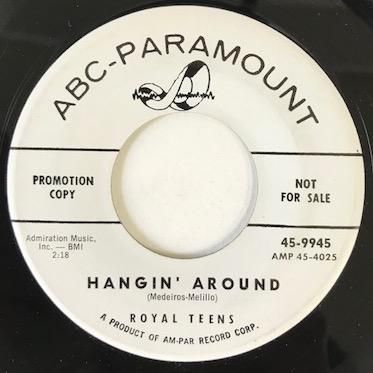 ABC-PARAMOUNT
PROMOTION
COPY
NOT
FOR SALE
Admiration Music,
Inc. — BMI
2:18
45-9945
AMP 45-4025
HANGIN' AROUND
(Medeiros-Melillo)
ROYAL TEENS
A PRODUCT OF AM-PAR RECORD CORP.